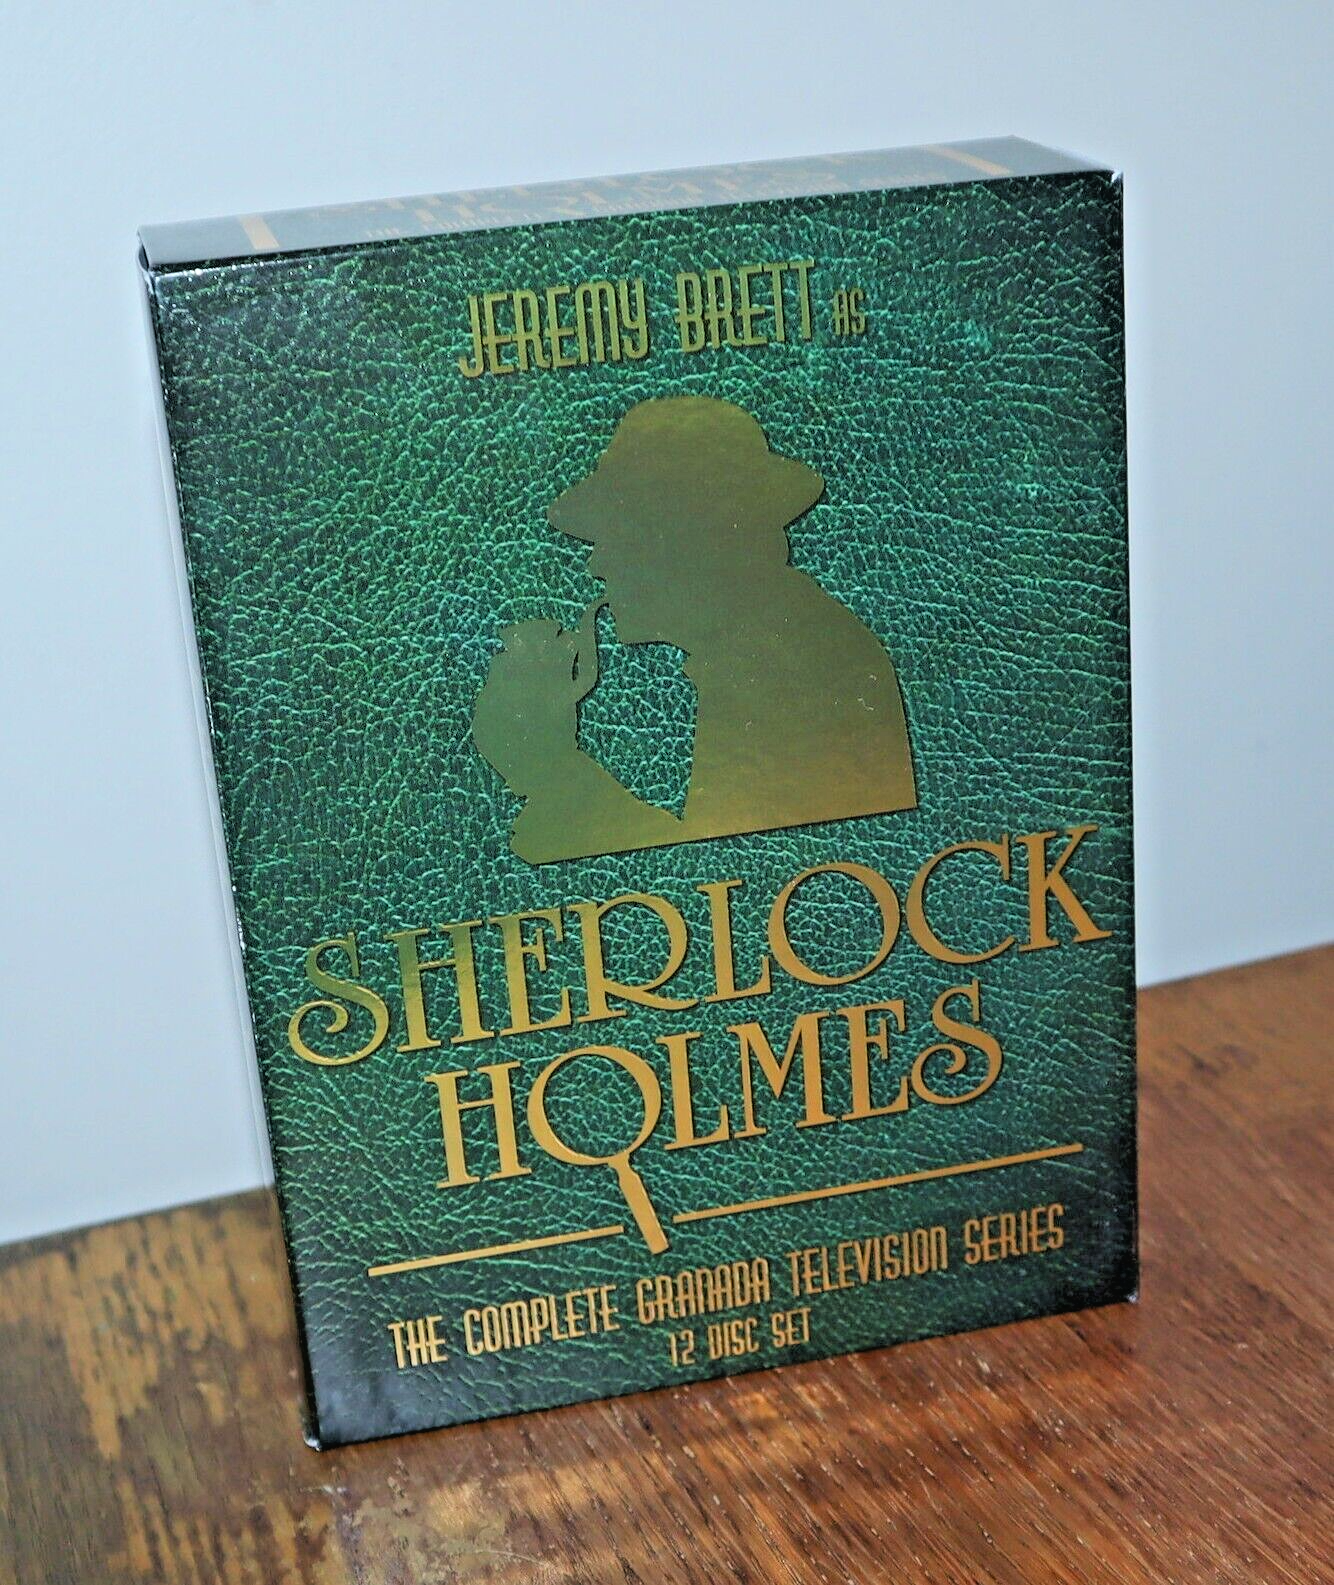 JEREMY BRETT AS
SHERLOCK
HOLMES
THE COMPLETE GRANADA TELEVISION SERIES
12 DISC SET